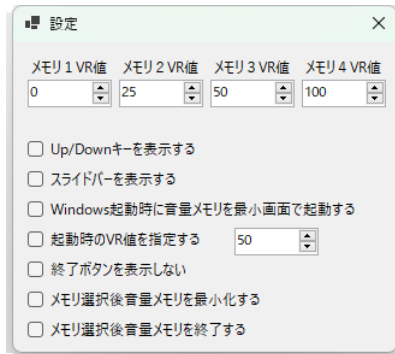 設定
メモリ1 VR値 メモリ2 VR値 メモリ3 VR値 メモリ4 VR値
0 25 50 100
Up/Downキーを表示する
スライドバーを表示する
Windows起動時に音量メモリを最小画面で起動する
起動時のVR値を指定する 50
終了ボタンを表示しない
メモリ選択後音量メモリを最小化する
メモリ選択後音量メモリを終了する